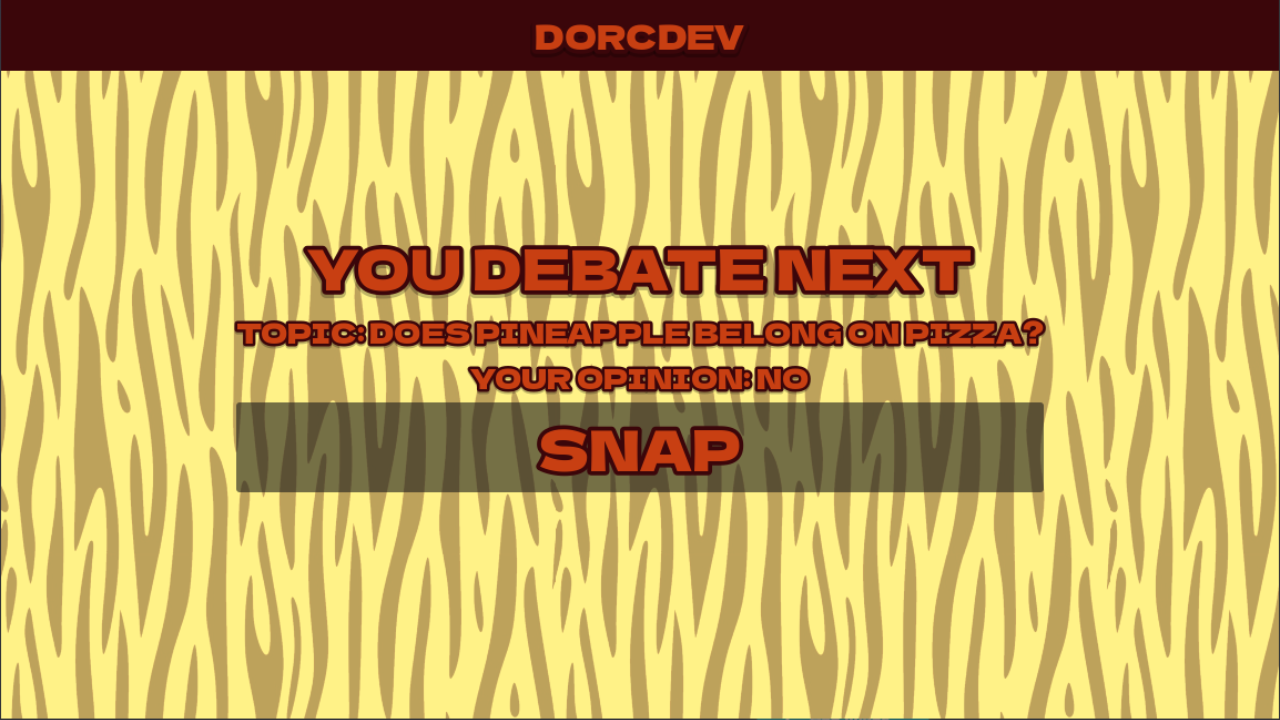 DORCDEV
YOU DEBATE NEXT
TOPIC: DOES PINEAPPLE BELONG ON PIZZA?
YOUR OPINION: NO
SNAP